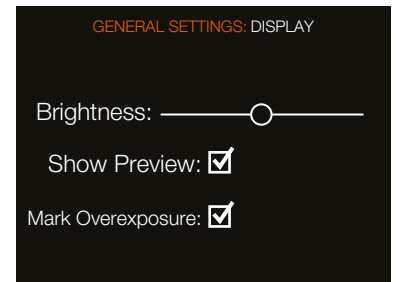 GENERAL SETTINGS: DISPLAY
Brightness:
Show Preview:
Mark Overexposure: